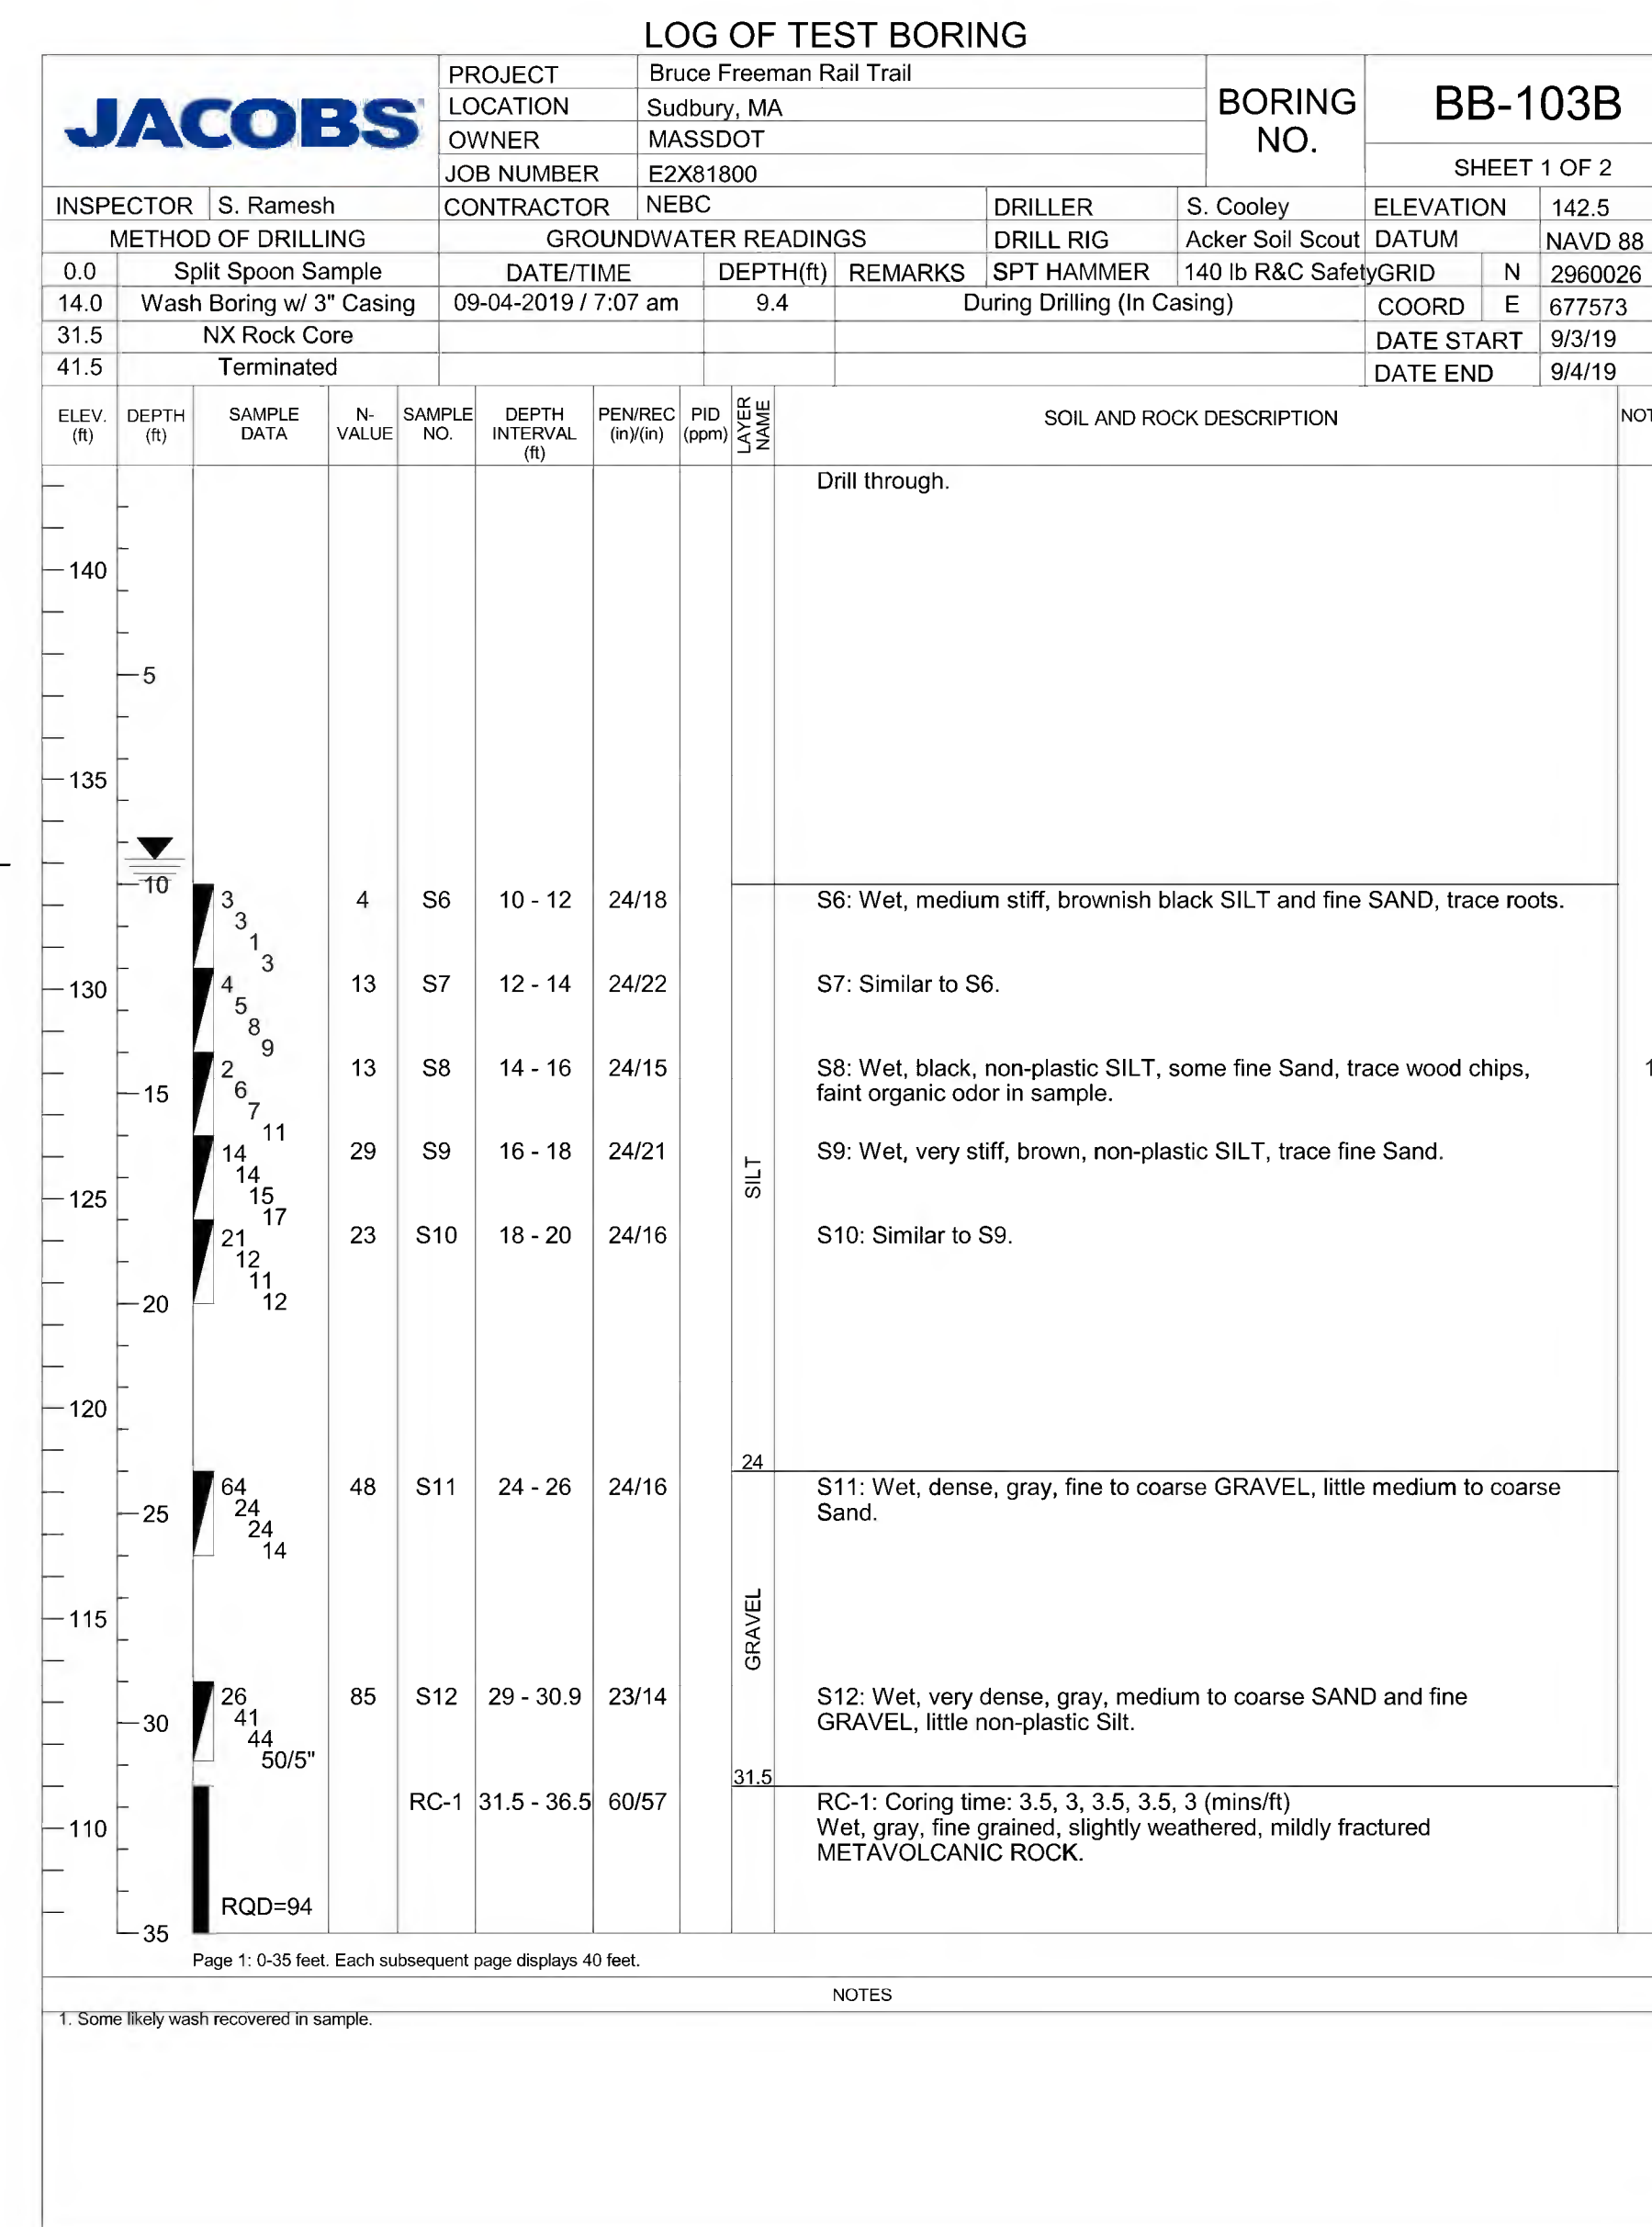 LOG OF TEST BORING
JACOBS
PROJECT Bruce Freeman Rail Trail
LOCATION Sudbury, MA
OWNER MASSDOT
JOB NUMBER E2X81800
BORING NO. BB-103B
SHEET 1 OF 2
INSPECTOR S. Ramesh CONTRACTOR NEBC DRILLER S. Cooley ELEVATION 142.5
METHOD OF DRILLING GROUNDWATER READINGS DRILL RIG Acker Soil Scout DATUM NAVD 88
0.0 Split Spoon Sample DATE/TIME DEPTH(ft) REMARKS SPT HAMMER 140 lb R&C Safety GRID N 2960026
14.0 Wash Boring w/ 3" Casing 09-04-2019 / 7:07 am 9.4 During Drilling (In Casing) COORD E 677573
31.5 NX Rock Core DATE START 9/3/19
41.5 Terminated DATE END 9/4/19
ELEV. (ft) DEPTH (ft) SAMPLE DATA N-VALUE SAMPLE NO. DEPTH INTERVAL (ft) PEN/REC (in)/(in) PID (ppm) LAYER NAME SOIL AND ROCK DESCRIPTION NOT
Drill through.
140
5
135
10
3 4 S6 10 - 12 24/18 S6: Wet, medium stiff, brownish black SILT and fine SAND, trace roots.
3
1
3
130 4 13 S7 12 - 14 24/22 S7: Similar to S6.
5
8
9
2 13 S8 14 - 16 24/15 S8: Wet, black, non-plastic SILT, some fine Sand, trace wood chips, 1
15 6 faint organic odor in sample.
7
11
14 29 S9 16 - 18 24/21 SILT S9: Wet, very stiff, brown, non-plastic SILT, trace fine Sand.
14
125 15
17
21 23 S10 18 - 20 24/16 S10: Similar to S9.
12
11
20 12
120
24
64 48 S11 24 - 26 24/16 S11: Wet, dense, gray, fine to coarse GRAVEL, little medium to coarse
25 24 Sand.
24
14
115 GRAVEL
26 85 S12 29 - 30.9 23/14 S12: Wet, very dense, gray, medium to coarse SAND and fine
30 41 GRAVEL, little non-plastic Silt.
44
50/5"
31.5
RC-1 31.5 - 36.5 60/57 RC-1: Coring time: 3.5, 3, 3.5, 3.5, 3 (mins/ft)
110 Wet, gray, fine grained, slightly weathered, mildly fractured
METAVOLCANIC ROCK.
RQD=94
35
Page 1: 0-35 feet. Each subsequent page displays 40 feet.
NOTES
1. Some likely wash recovered in sample.